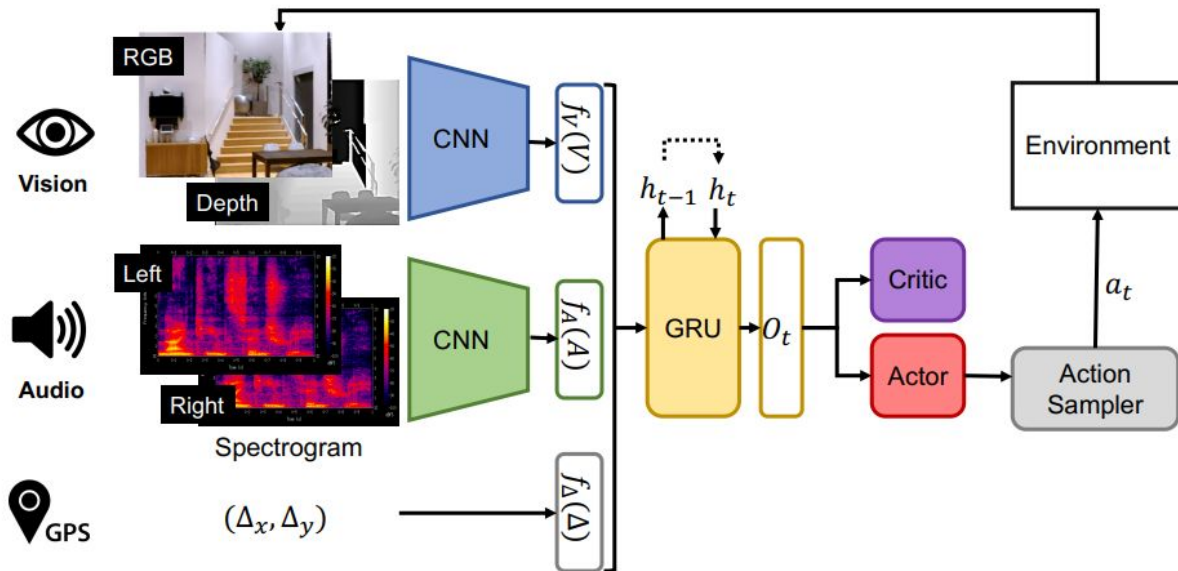 RGB
Depth
Vision
CNN
f_V(V)
Left
Right
Spectrogram
Audio
CNN
f_A(A)
GPS
(Δ_x, Δ_y)
f_Δ(Δ)
h_{t−1}
h_t
GRU
O_t
Critic
Actor
Action
Sampler
a_t
Environment